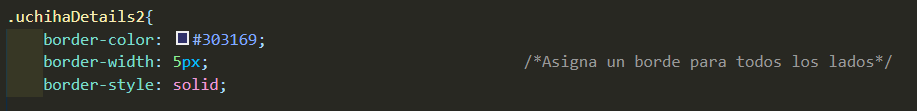 .uchihaDetails2{
border-color: #303169;
border-width: 5px; /*Asigna un borde para todos los lados*/
border-style: solid;